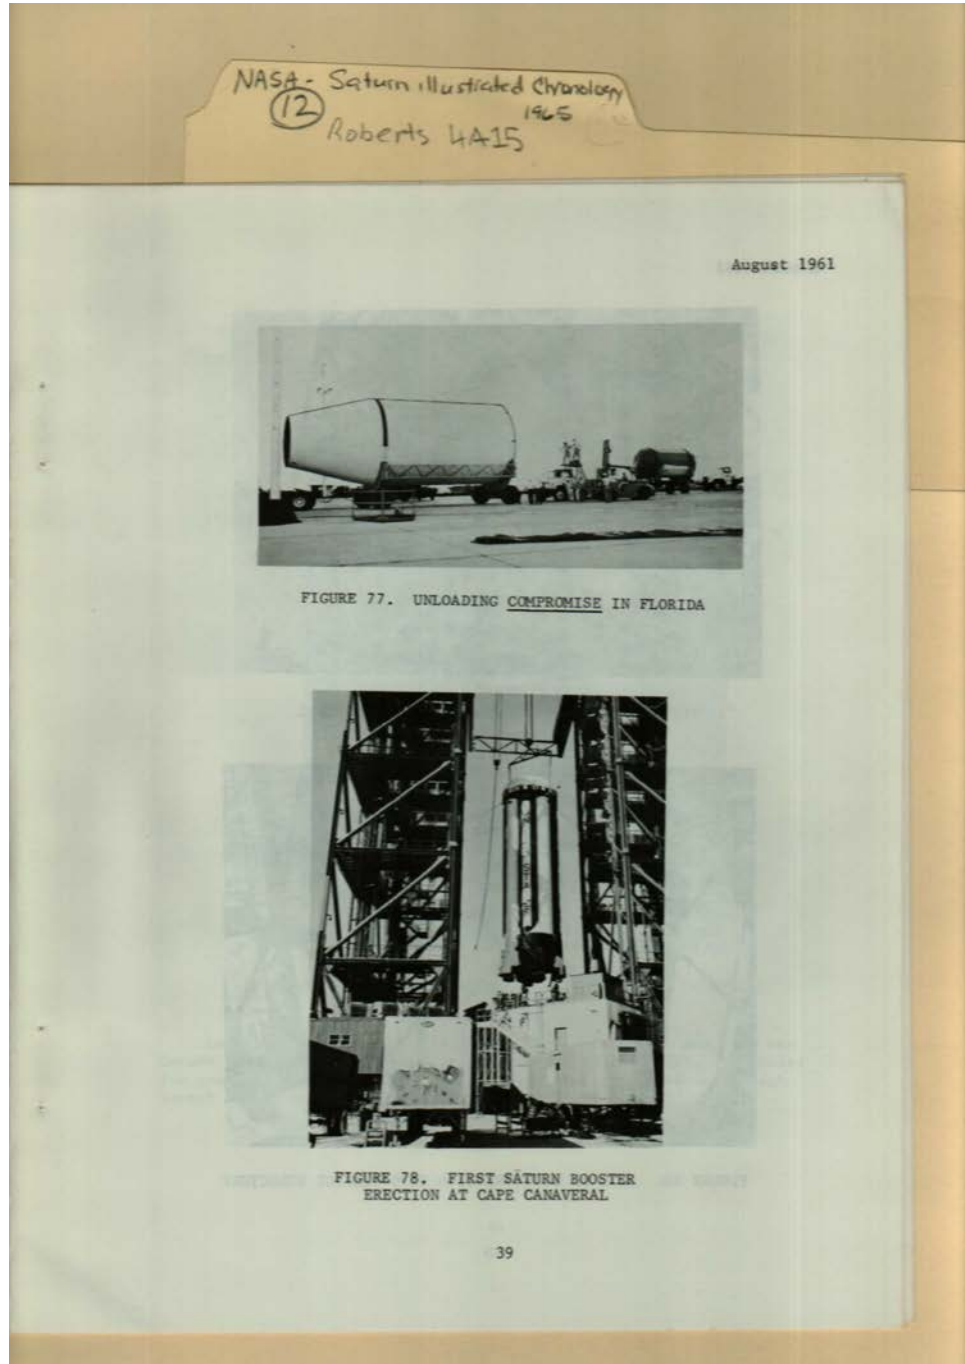 NASA - Saturn illustrated Chronology
12
1965
Roberts 4A15
August 1961
FIGURE 77. UNLOADING COMPROMISE IN FLORIDA
FIGURE 78. FIRST SATURN BOOSTER
ERECTION AT CAPE CANAVERAL
39